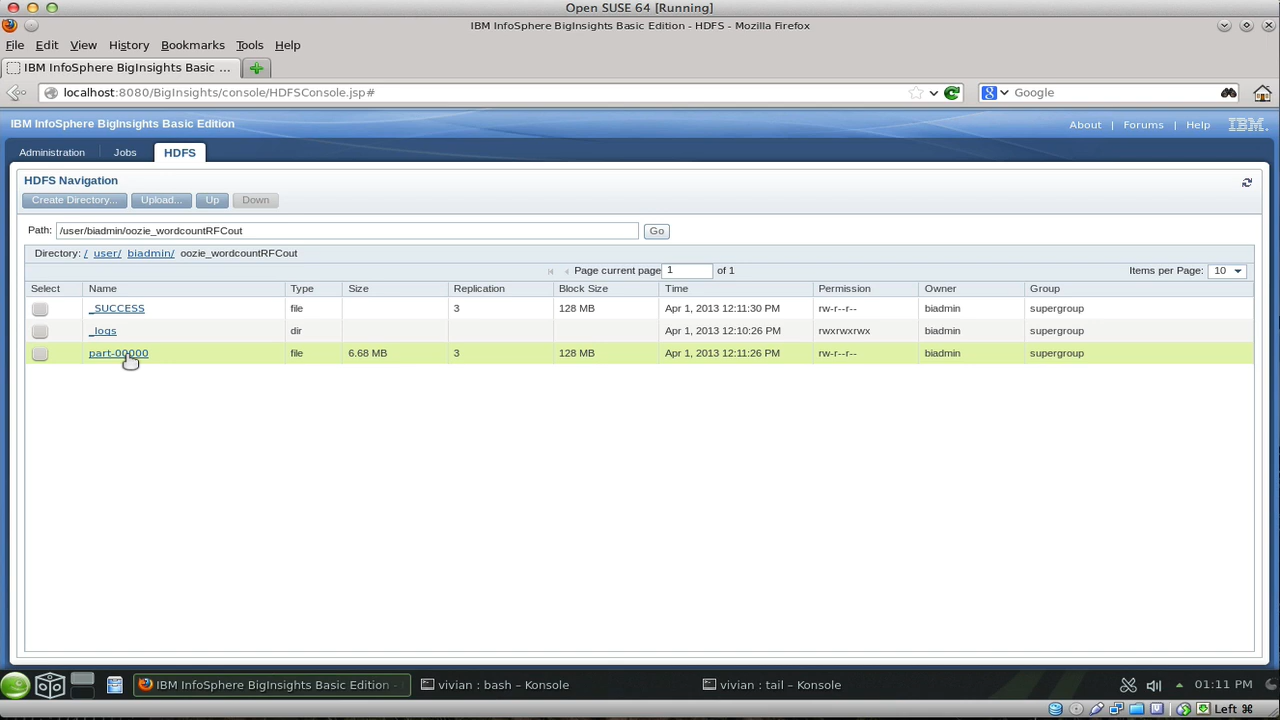 Open SUSE 64 [Running]
IBM InfoSphere BigInsights Basic Edition - HDFS - Mozilla Firefox
File Edit View History Bookmarks Tools Help
IBM InfoSphere BigInsights Basic ...
localhost:8080/BigInsights/console/HDFSConsole.jsp#
Google
IBM InfoSphere BigInsights Basic Edition
About | Forums | Help
IBM
Administration Jobs HDFS
HDFS Navigation
Create Directory... Upload... Up Down
Path: /user/biadmin/oozie_wordcountRFCout Go
Directory: / user/ biadmin/ oozie_wordcountRFCout
Page current page 1 of 1 Items per Page: 10
Select Name Type Size Replication Block Size Time Permission Owner Group
_SUCCESS file 3 128 MB Apr 1, 2013 12:11:30 PM rw-r--r-- biadmin supergroup
_logs dir Apr 1, 2013 12:10:26 PM rwxrwxrwx biadmin supergroup
part-00000 file 6.68 MB 3 128 MB Apr 1, 2013 12:11:26 PM rw-r--r-- biadmin supergroup
IBM InfoSphere BigInsights Basic Edition - vivian : bash – Konsole vivian : tail – Konsole 01:11 PM
Left ⌘